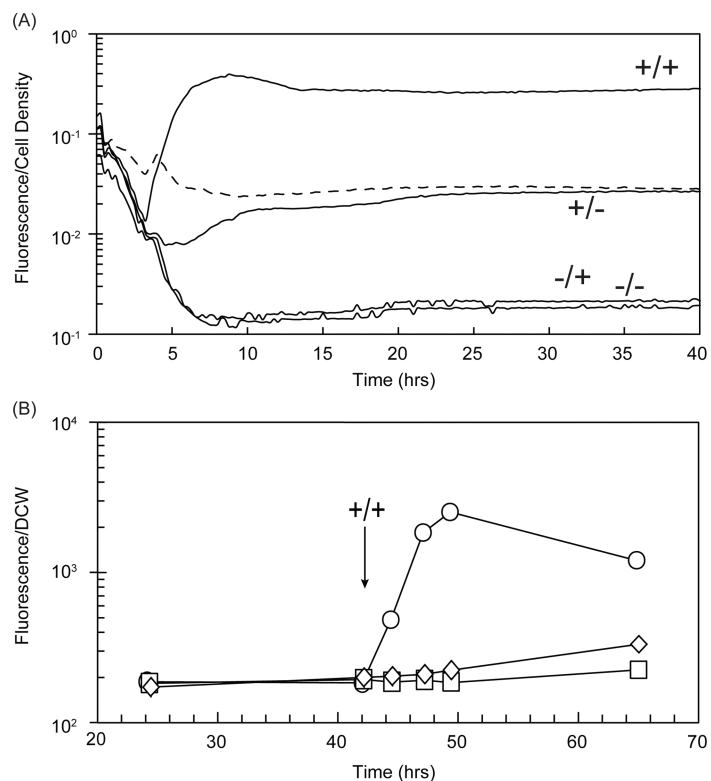 (A)
10⁰
+/+
10⁻¹
Fluorescence/Cell Density
+/-
10⁻²
-/+ -/-
10⁻¹
0 5 10 15 20 25 30 35 40
Time (hrs)
(B)
10⁴
+/+
Fluorescence/DCW
10³
10²
20 30 40 50 60 70
Time (hrs)